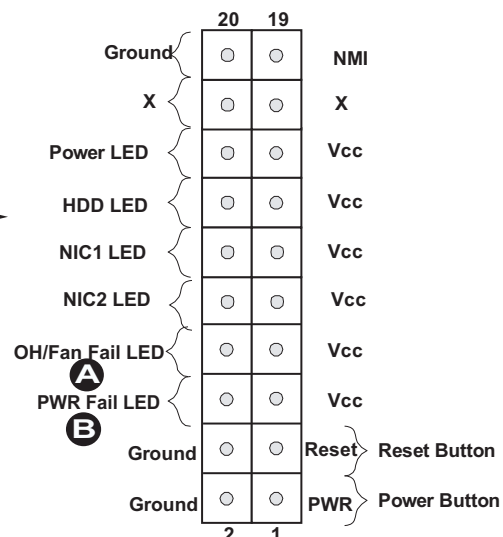 20 19
Ground NMI
X X
Power LED Vcc
HDD LED Vcc
NIC1 LED Vcc
NIC2 LED Vcc
OH/Fan Fail LED Vcc
A
PWR Fail LED Vcc
B
Ground Reset Reset Button
Ground PWR Power Button
2 1